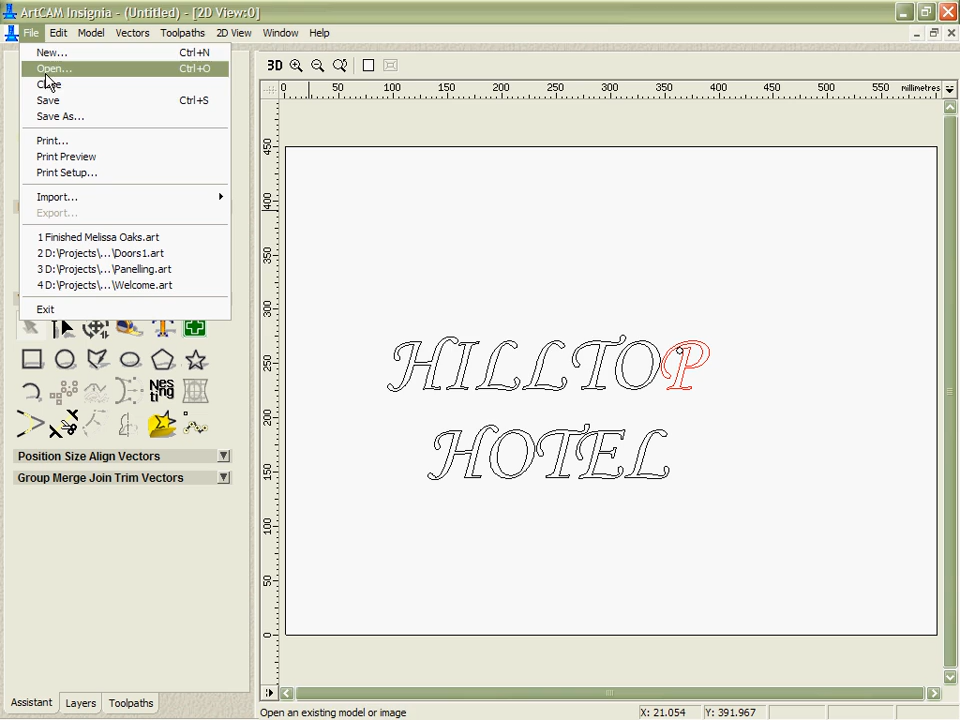 ArtCAM Insignia - (Untitled) - [2D View:0]
File Edit Model Vectors Toolpaths 2D View Window Help
New... Ctrl+N
Open... Ctrl+O
Close
Save Ctrl+S
Save As...
Print...
Print Preview
Print Setup...
Import...
Export...
1 Finished Melissa Oaks.art
2 D:\Projects\...\Doors1.art
3 D:\Projects\...\Panelling.art
4 D:\Projects\...\Welcome.art
Exit
Nes
ting
Position Size Align Vectors
Group Merge Join Trim Vectors
Assistant Layers Toolpaths
3D
0 50 100 150 200 250 300 350 400 450 500 550 millimetres
450
400
350
300
250
200
150
100
50
0
HILLTOP
HOTEL
Open an existing model or image X: 21.054 Y: 391.967